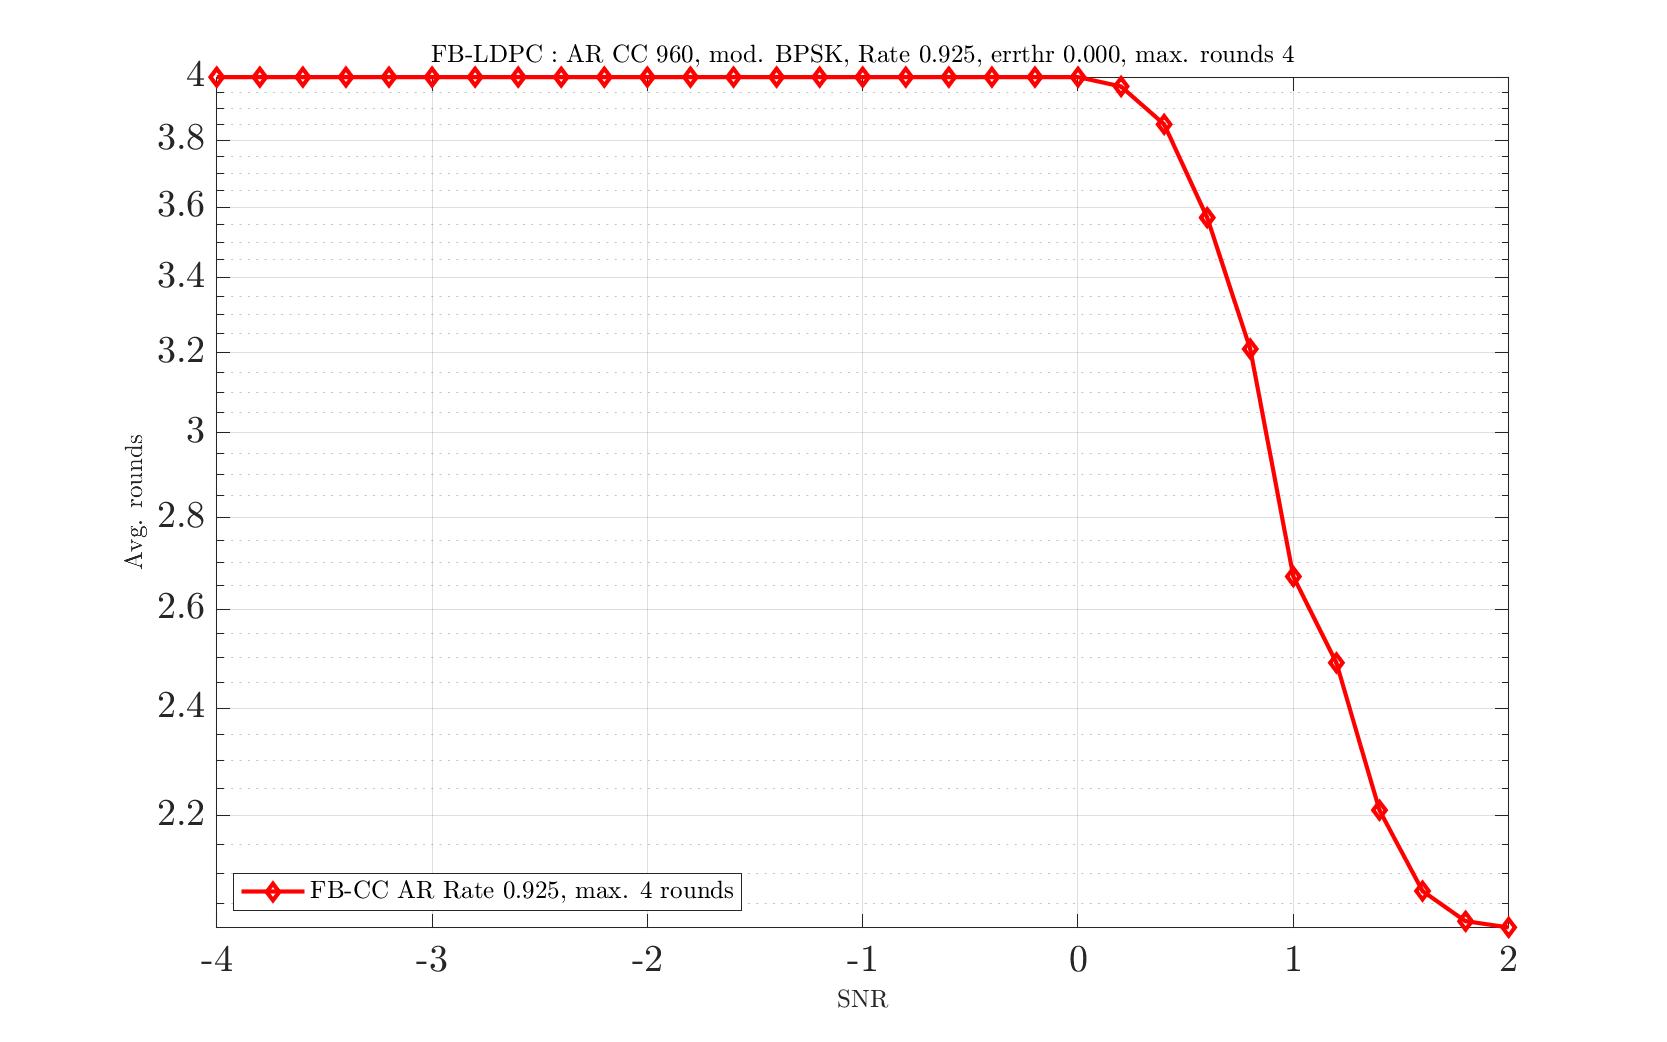 FB-LDPC : AR CC 960, mod. BPSK, Rate 0.925, errthr 0.000, max. rounds 4
4
3.8
3.6
3.4
3.2
3
2.8
2.6
2.4
2.2
Avg. rounds
FB-CC AR Rate 0.925, max. 4 rounds
-4 -3 -2 -1 0 1 2
SNR